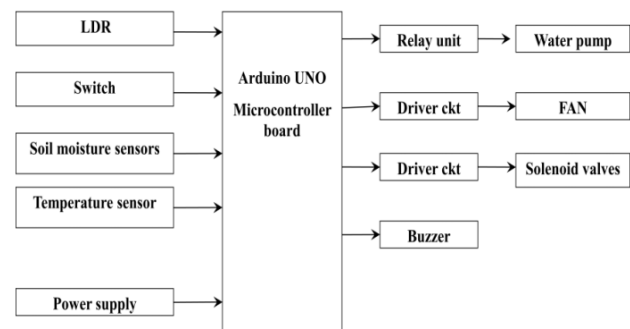 LDR
Switch
Soil moisture sensors
Temperature sensor
Power supply
Arduino UNO
Microcontroller
board
Relay unit
Water pump
Driver ckt
FAN
Driver ckt
Solenoid valves
Buzzer